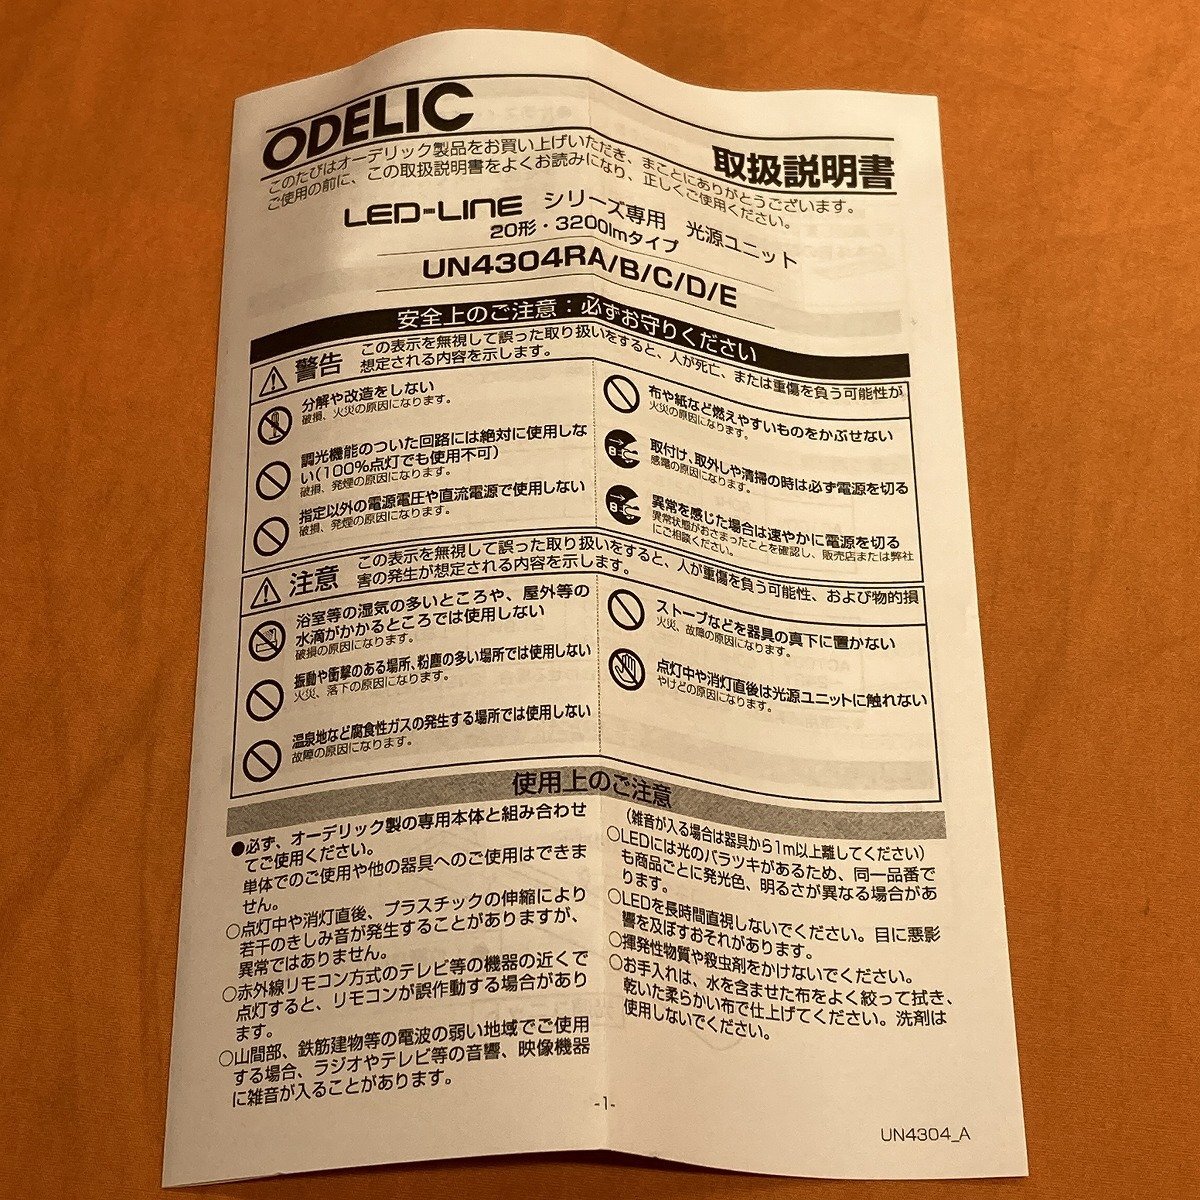 ODELIC
取扱説明書
このたびはオーデリック製品をお買い上げいただき、まことにありがとうございます。
ご使用の前に、この取扱説明書をよくお読みになり、正しくご使用ください。
LED-LINE シリーズ専用 光源ユニット
20形・3200lmタイプ
UN4304RA/B/C/D/E
安全上のご注意：必ずお守りください
警告
この表示を無視して誤った取り扱いをすると、人が死亡、または重傷を負う可能性が
想定される内容を示します。
分解や改造をしない
破損、火災の原因になります。
調光機能のついた回路には絶対に使用しな
い(100%点灯でも使用不可)
破損、発煙の原因になります。
指定以外の電源電圧や直流電源で使用しない
破損、発煙の原因になります。
布や紙など燃えやすいものをかぶせない
火災の原因になります。
取付け、取外しや清掃の時は必ず電源を切る
感電の原因になります。
異常を感じた場合は速やかに電源を切る
異常状態がおさまったことを確認し、販売店または弊社
にご相談ください。
注意
この表示を無視して誤った取り扱いをすると、人が重傷を負う可能性、および物的損
害の発生が想定される内容を示します。
浴室等の湿気の多いところや、屋外等の
水滴がかかるところでは使用しない
破損の原因になります。
振動や衝撃のある場所、粉塵の多い場所では使用しない
火災、落下の原因になります。
温泉地など腐食性ガスの発生する場所では使用しない
故障の原因になります。
ストーブなどを器具の真下に置かない
火災、故障の原因になります。
点灯中や消灯直後は光源ユニットに触れない
やけどの原因になります。
使用上のご注意
●必ず、オーデリック製の専用本体と組み合わせ
てご使用ください。
単体でのご使用や他の器具へのご使用はできま
せん。
○点灯中や消灯直後、プラスチックの伸縮により
若干のきしみ音が発生することがありますが、
異常ではありません。
○赤外線リモコン方式のテレビ等の機器の近くで
点灯すると、リモコンが誤作動する場合があり
ます。
○山間部、鉄筋建物等の電波の弱い地域でご使用
する場合、ラジオやテレビ等の音響、映像機器
に雑音が入ることがあります。
(雑音が入る場合は器具から1m以上離してください)
○LEDには光のバラツキがあるため、同一品番で
も商品ごとに発光色、明るさが異なる場合があ
ります。
○LEDを長時間直視しないでください。目に悪影
響を及ぼすおそれがあります。
○揮発性物質や殺虫剤をかけないでください。
○お手入れは、水を含ませた布をよく絞って拭き、
乾いた柔らかい布で仕上げてください。洗剤は
使用しないでください。
-1-
UN4304_A